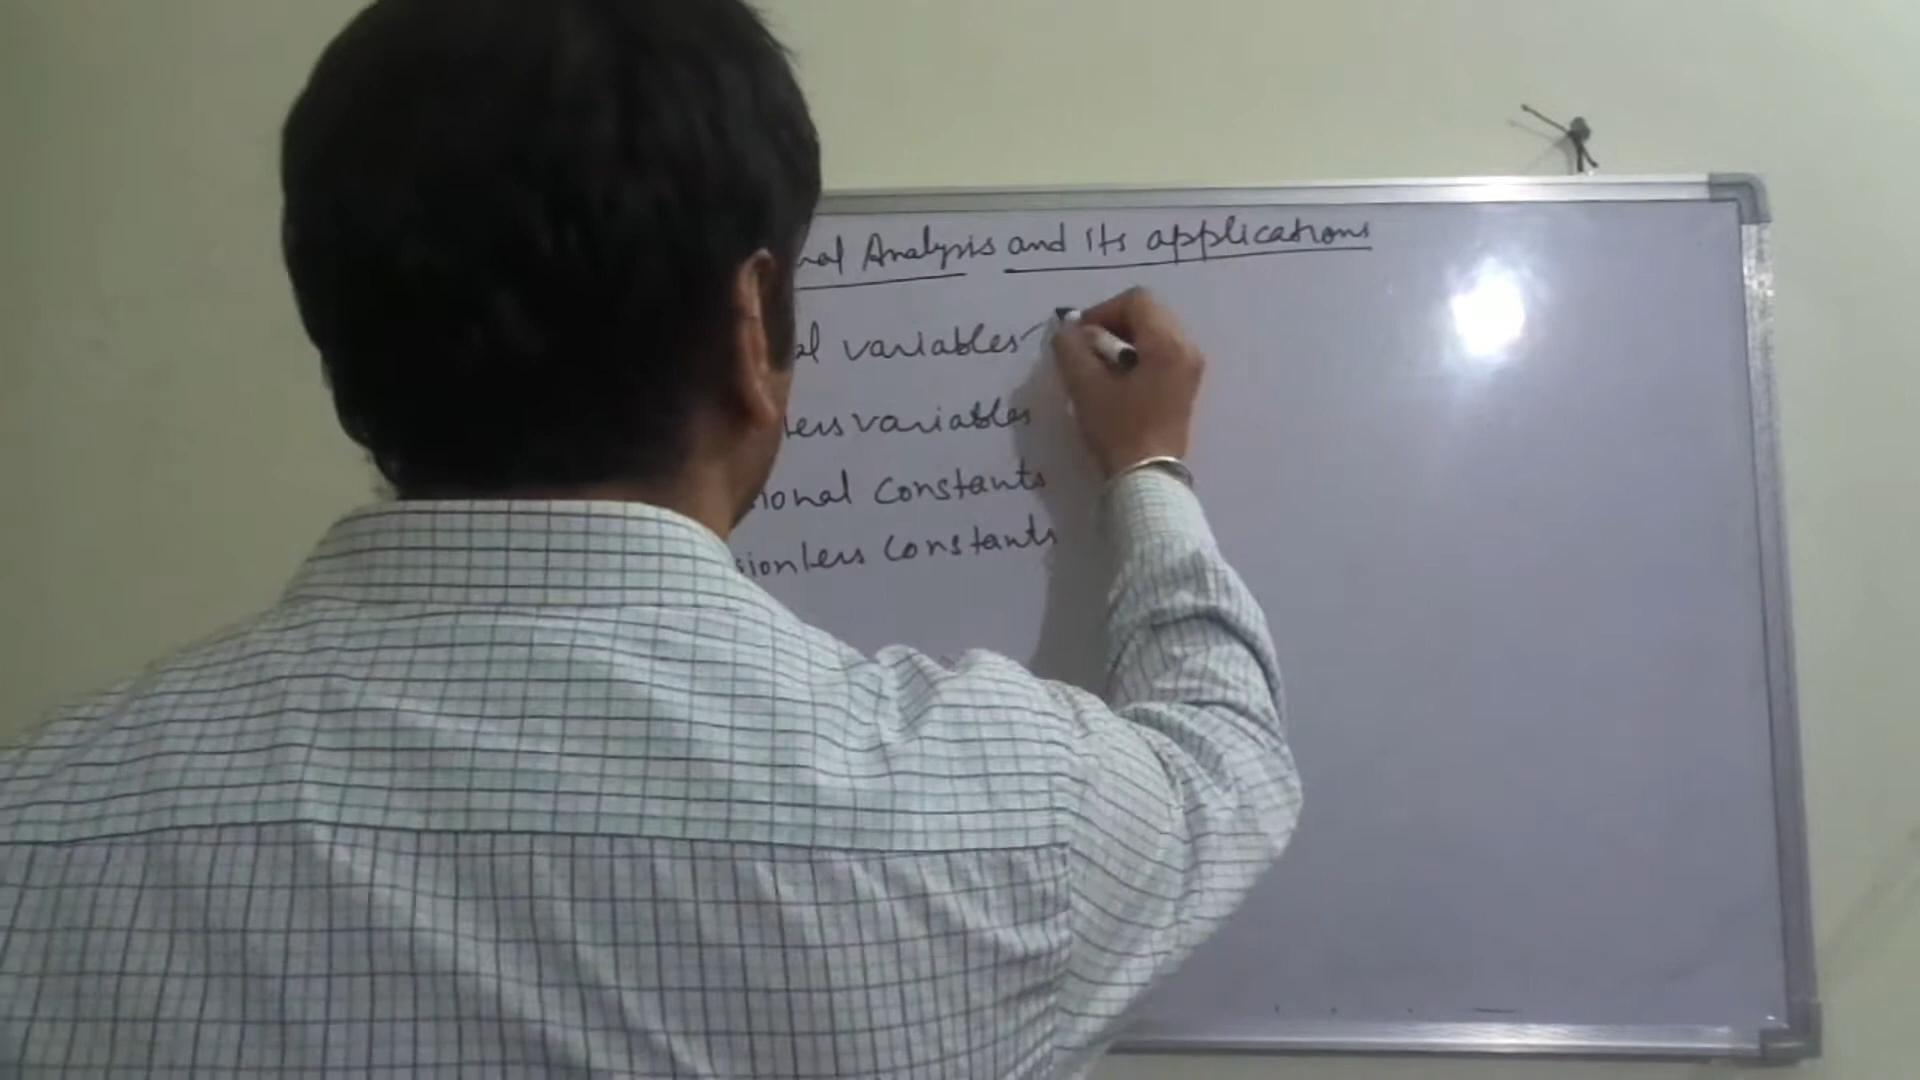 nal Analysis and its applications
al variables
less variables
ional Constants
sionless Constants